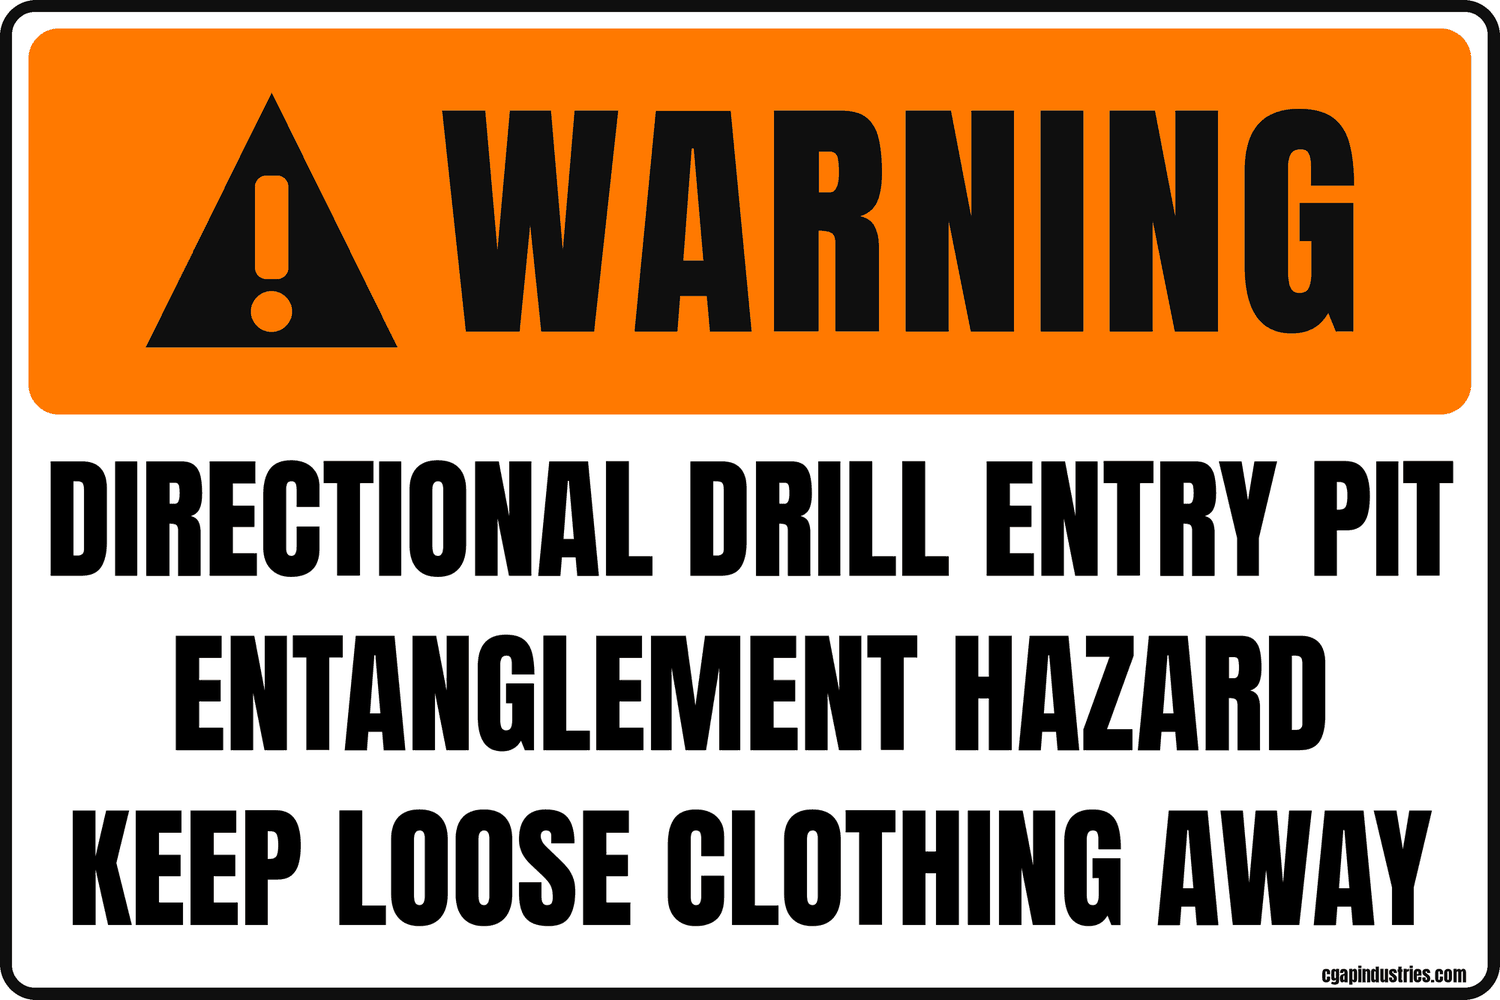 WARNING
DIRECTIONAL DRILL ENTRY PIT
ENTANGLEMENT HAZARD
KEEP LOOSE CLOTHING AWAY
cgapindustries.com